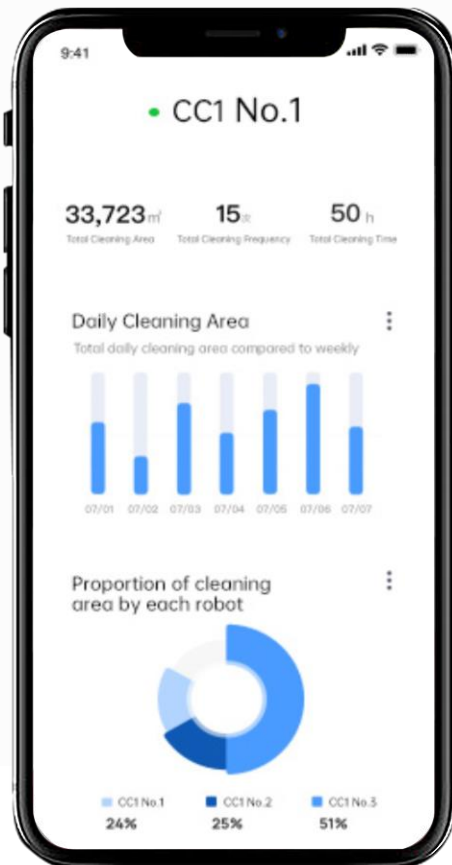 9:41
CC1 No.1
33,723㎡ 15次 50 h
Total Cleaning Area Total Cleaning Frequency Total Cleaning Time
Daily Cleaning Area
Total daily cleaning area compared to weekly
07/01 07/02 07/03 07/04 07/05 07/06 07/07
Proportion of cleaning
area by each robot
CC1 No.1 CC1 No.2 CC1 No.3
24% 25% 51%